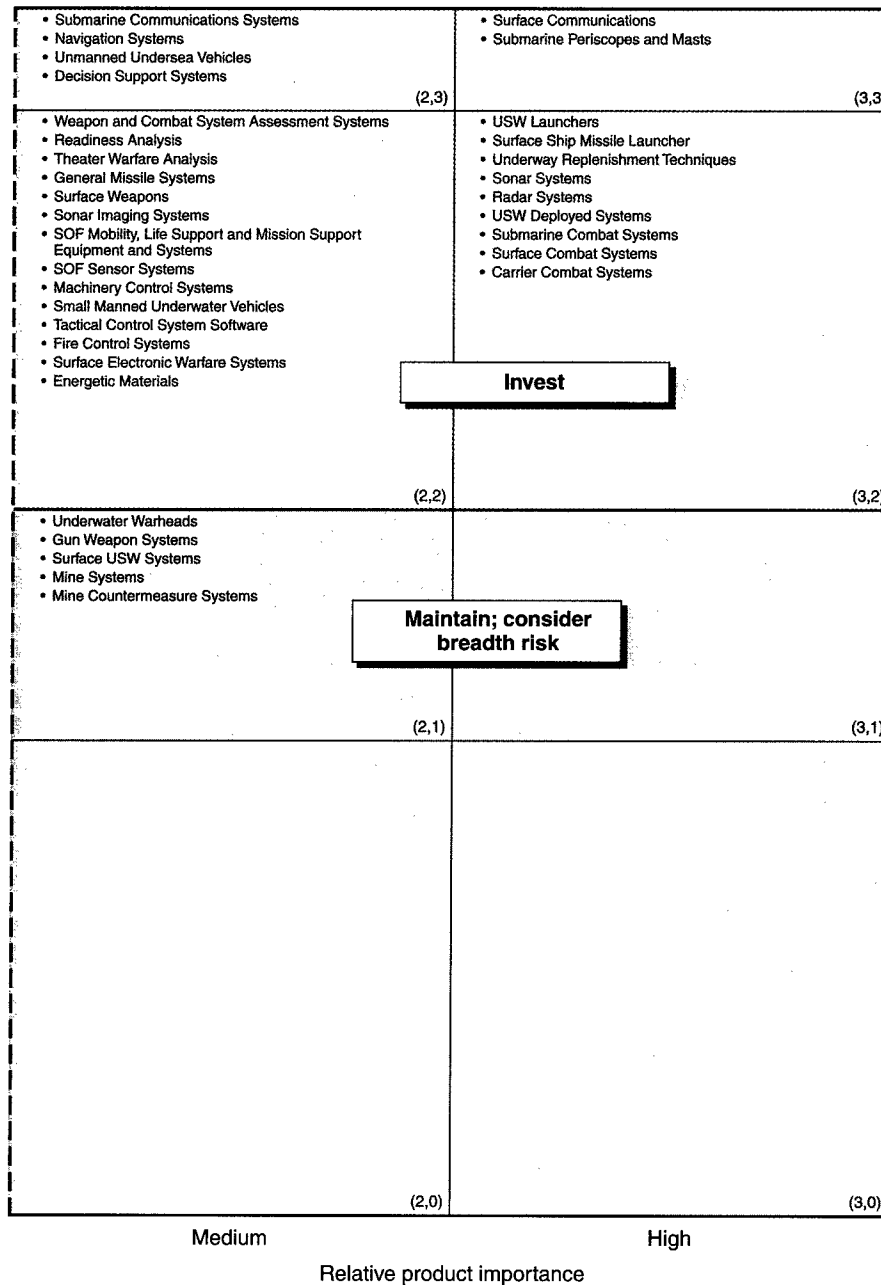 • Submarine Communications Systems
• Navigation Systems
• Unmanned Undersea Vehicles
• Decision Support Systems
(2,3)
• Surface Communications
• Submarine Periscopes and Masts
(3,3
• Weapon and Combat System Assessment Systems
• Readiness Analysis
• Theater Warfare Analysis
• General Missile Systems
• Surface Weapons
• Sonar Imaging Systems
• SOF Mobility, Life Support and Mission Support
Equipment and Systems
• SOF Sensor Systems
• Machinery Control Systems
• Small Manned Underwater Vehicles
• Tactical Control System Software
• Fire Control Systems
• Surface Electronic Warfare Systems
• Energetic Materials
(2,2)
• USW Launchers
• Surface Ship Missile Launcher
• Underway Replenishment Techniques
• Sonar Systems
• Radar Systems
• USW Deployed Systems
• Submarine Combat Systems
• Surface Combat Systems
• Carrier Combat Systems
Invest
(3,2)
• Underwater Warheads
• Gun Weapon Systems
• Surface USW Systems
• Mine Systems
• Mine Countermeasure Systems
Maintain; consider
breadth risk
(2,1)
(3,1)
(2,0)
(3,0)
Medium
High
Relative product importance